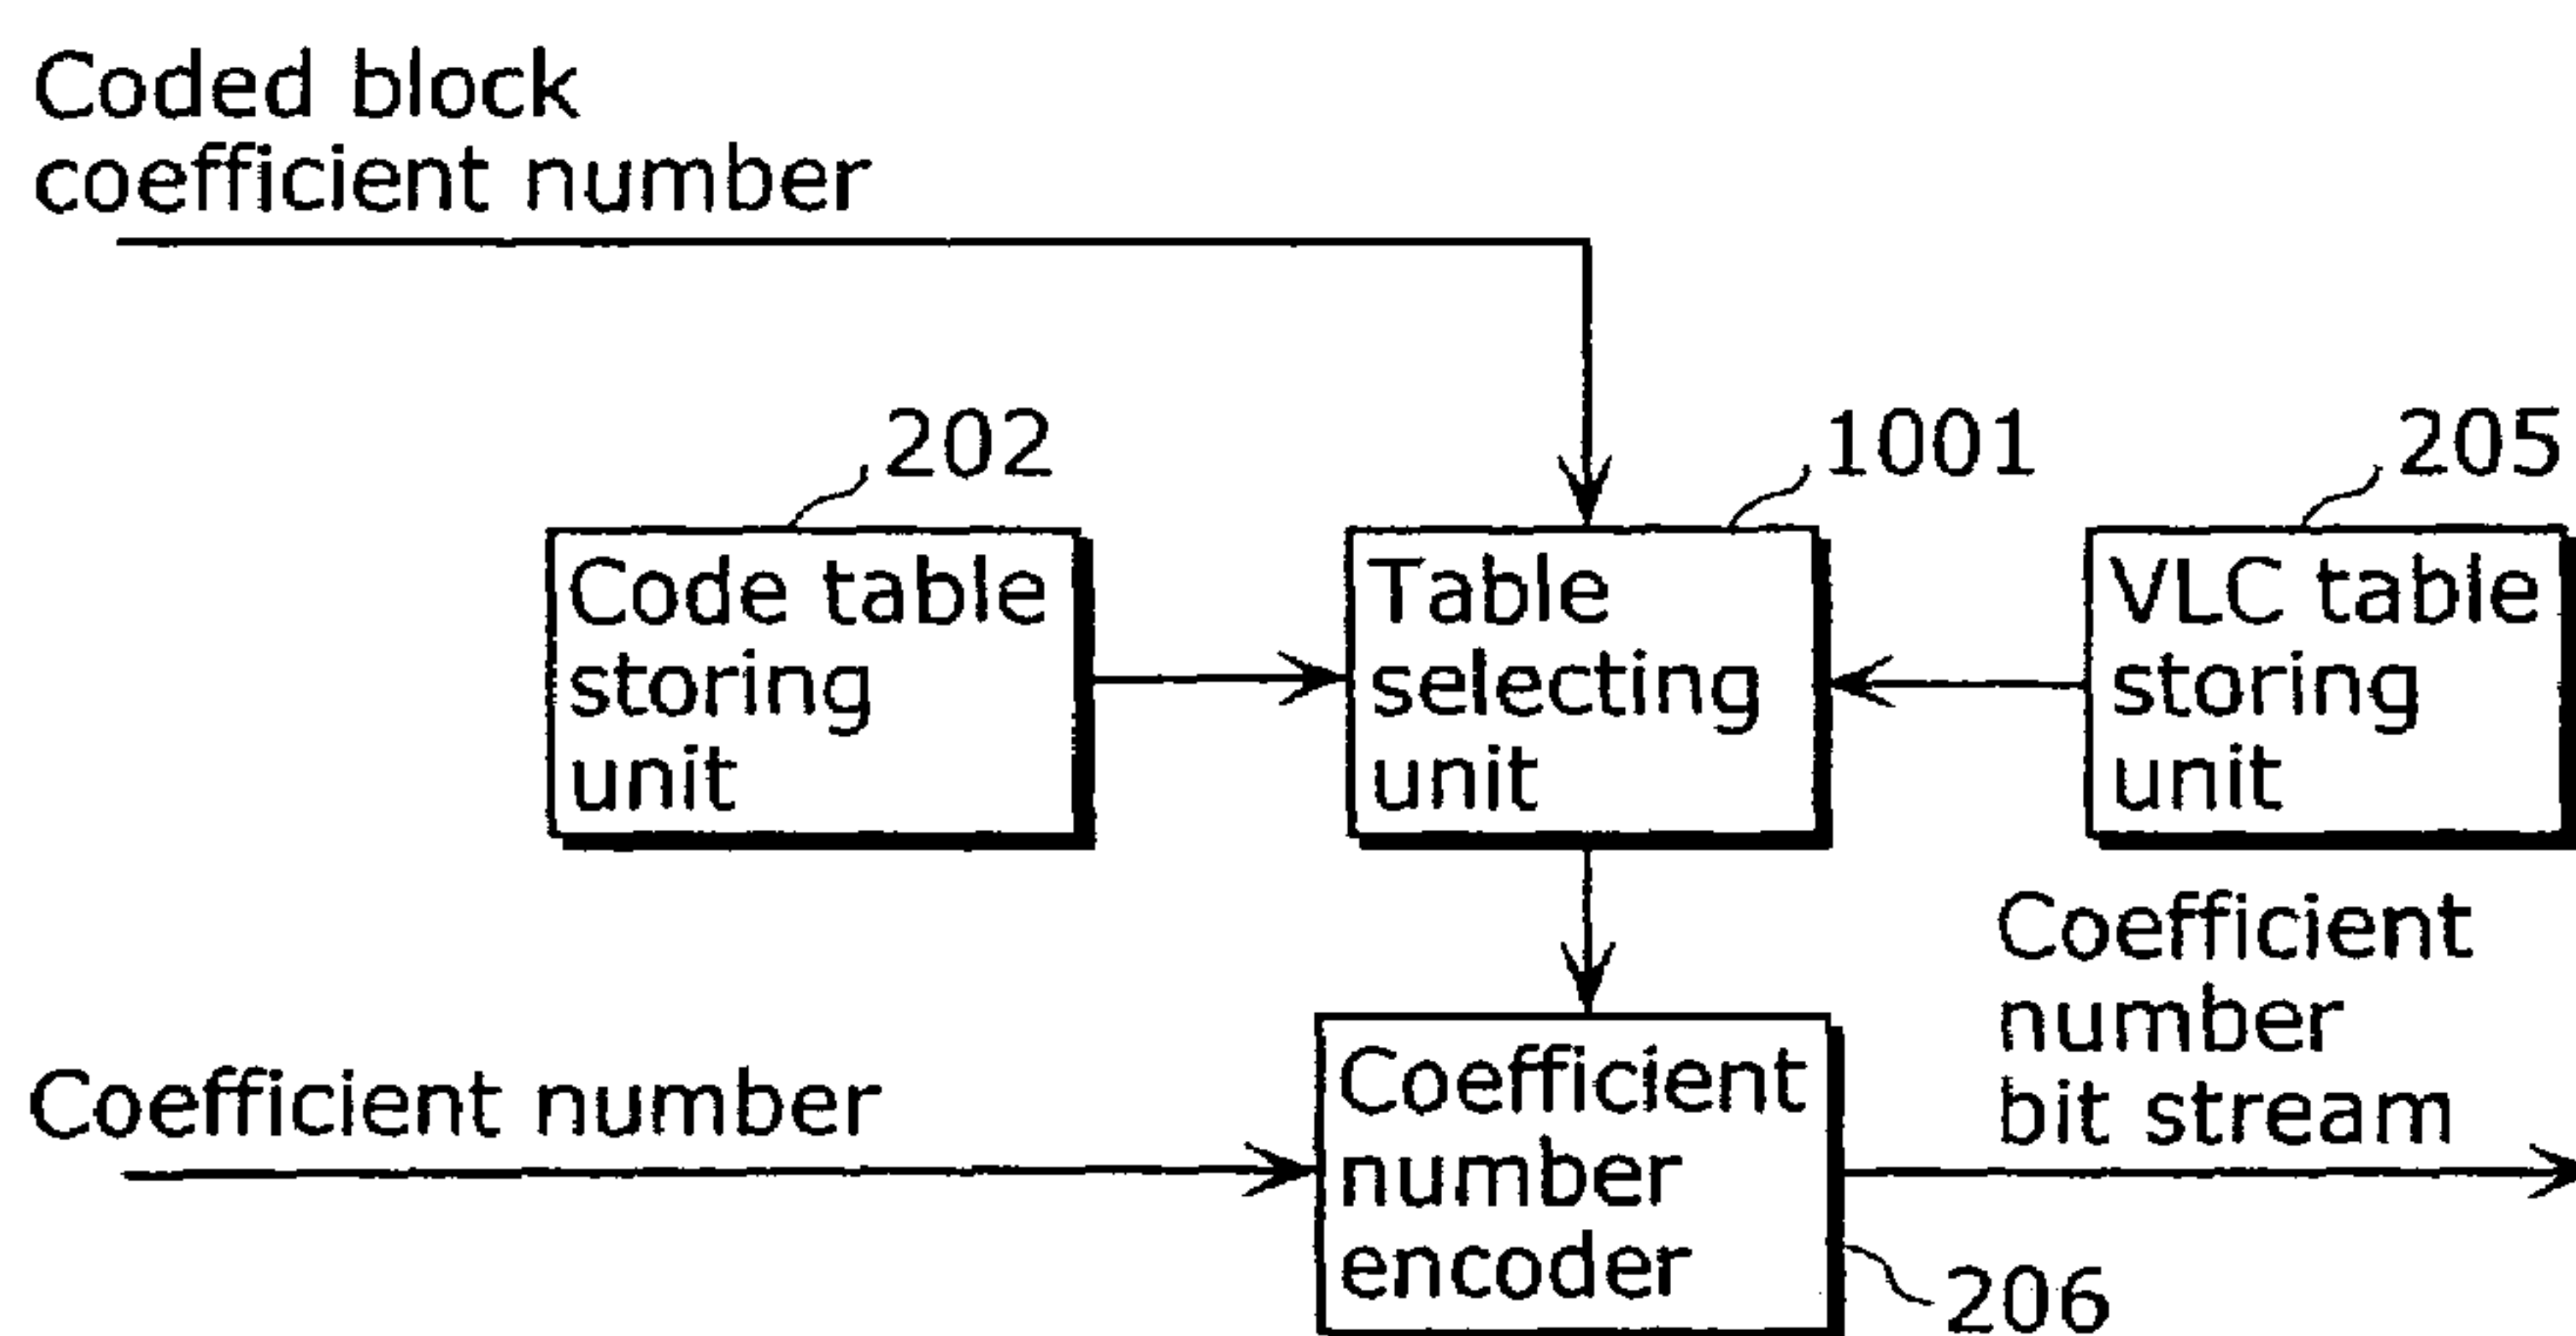 Coded block
coefficient number
202
1001
205
Code table
storing
unit
Table
selecting
unit
VLC table
storing
unit
Coefficient
number
bit stream
Coefficient number
Coefficient
number
encoder
206